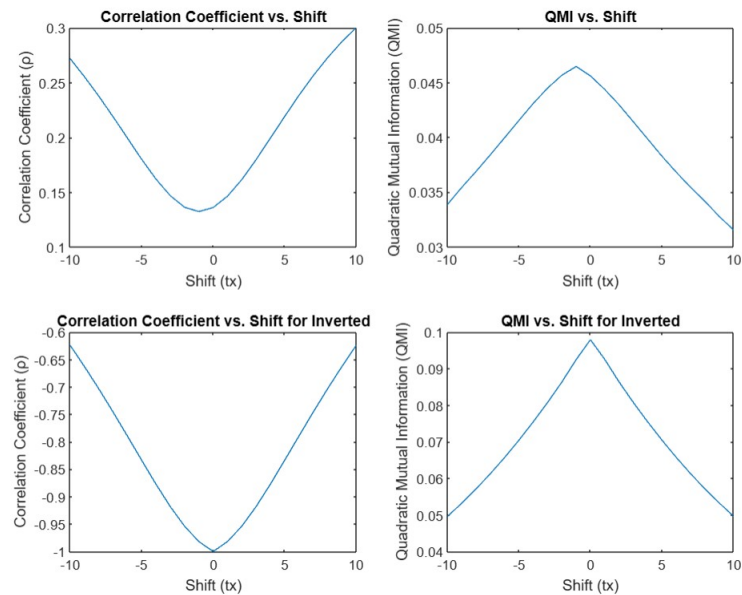 Correlation Coefficient vs. Shift
Correlation Coefficient (ρ)
0.3
0.25
0.2
0.15
0.1
-10 -5 0 5 10
Shift (tx)
QMI vs. Shift
Quadratic Mutual Information (QMI)
0.05
0.045
0.04
0.035
0.03
-10 -5 0 5 10
Shift (tx)
Correlation Coefficient vs. Shift for Inverted
Correlation Coefficient (ρ)
-0.6
-0.65
-0.7
-0.75
-0.8
-0.85
-0.9
-0.95
-1
-10 -5 0 5 10
Shift (tx)
QMI vs. Shift for Inverted
Quadratic Mutual Information (QMI)
0.1
0.09
0.08
0.07
0.06
0.05
0.04
-10 -5 0 5 10
Shift (tx)